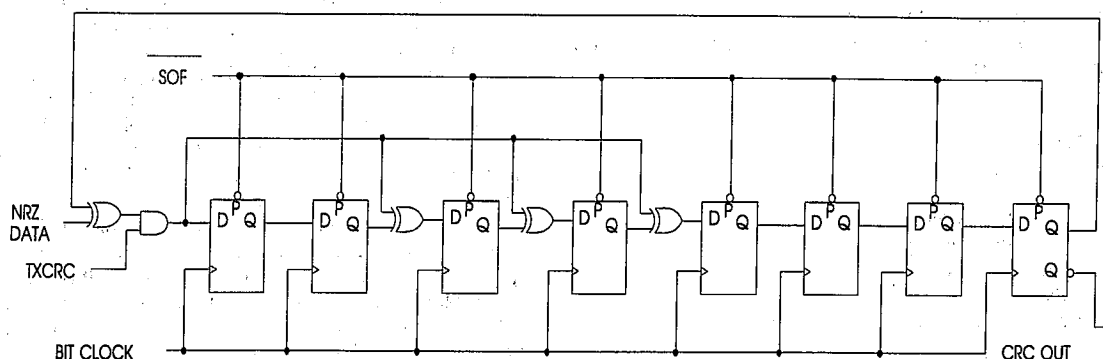 SOF
D P Q
D P Q
D P Q
D P Q
D P Q
D P Q
D P Q
D P Q
Q
NRZ
DATA
TXCRC
BIT CLOCK
CRC OUT